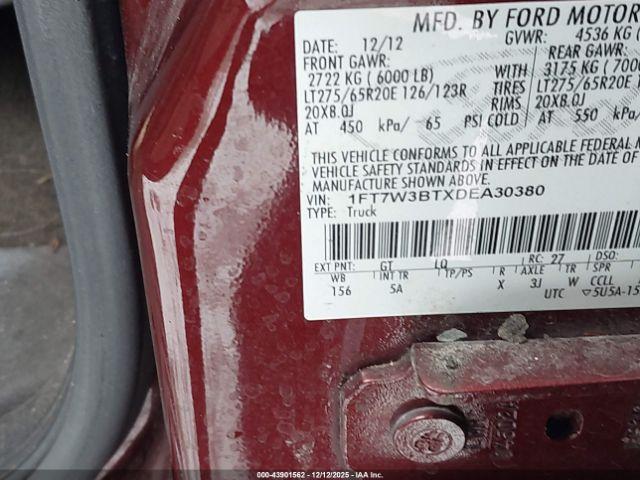 MFD. BY FORD MOTOR
DATE: 12/12 GVWR: 4536 KG (
FRONT GAWR: REAR GAWR:
2722 KG ( 6000 LB) WITH 3175 KG ( 7000
LT275/65R20E 126/123R TIRES LT275/65R20E
20X8.0J RIMS 20X8.0J
AT 450 kPa/ 65 PSI COLD AT 550 kPa/
THIS VEHICLE CONFORMS TO ALL APPLICABLE FEDERAL M
VEHICLE SAFETY STANDARDS IN EFFECT ON THE DATE OF
MANUFACTURE SHOWN ABOVE.
VIN: 1FT7W3BTXDEA30380
TYPE: Truck
EXT PNT: GT LQ RC: 27 DSO:
WB INT TR TP/PS R AXLE TR SPR
156 5A X 3J W CCLL
UTC ▽5U5A-15
** 43901562 - 12/12/2025 **